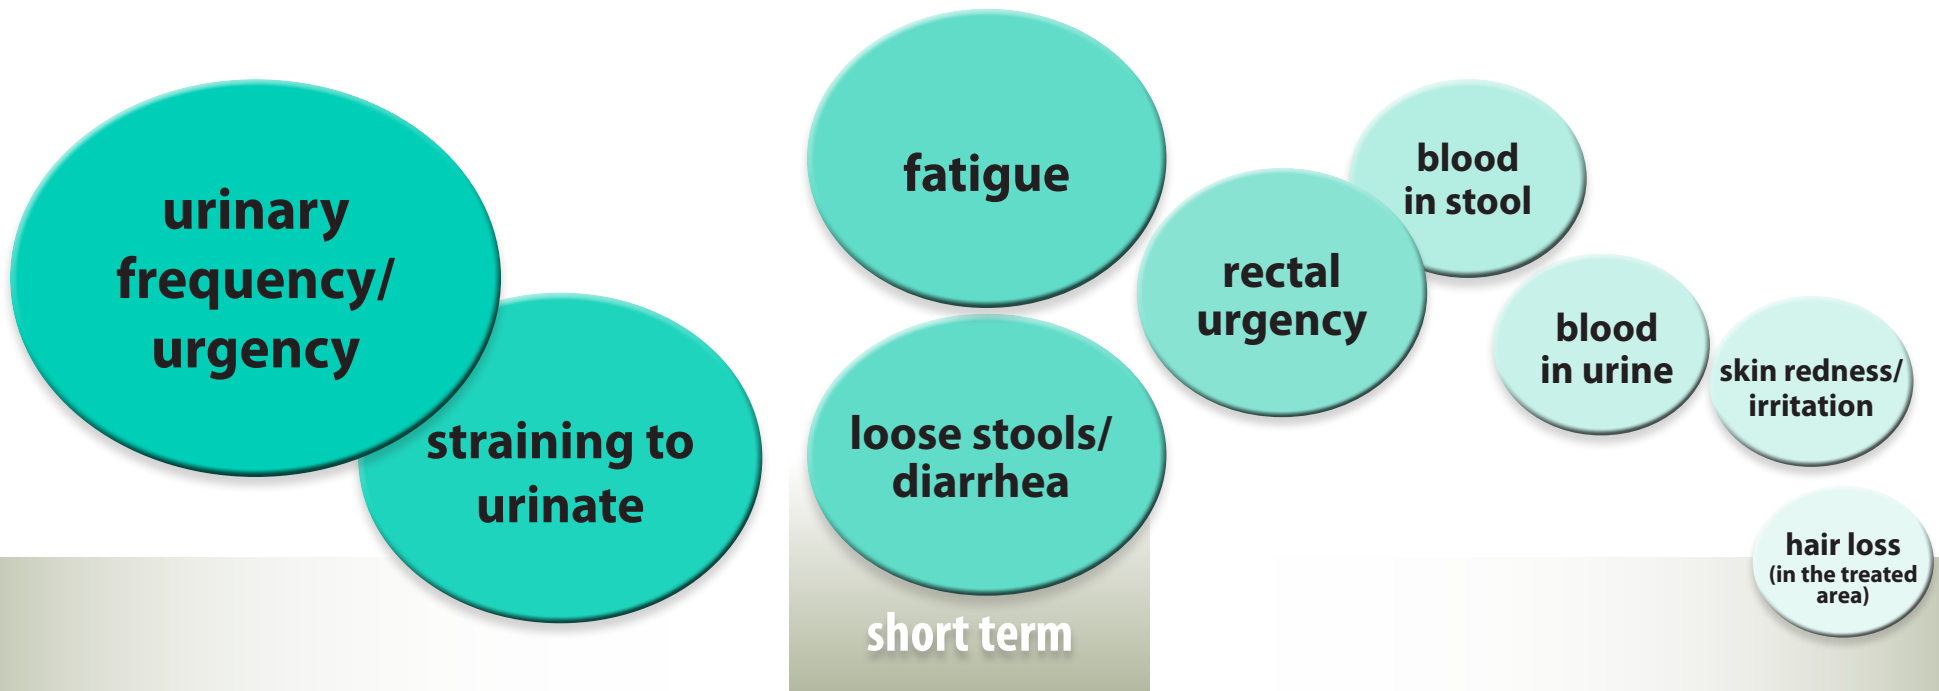 urinary
frequency/
urgency
straining to
urinate
fatigue
loose stools/
diarrhea
short term
rectal
urgency
blood
in stool
blood
in urine
skin redness/
irritation
hair loss
(in the treated
area)